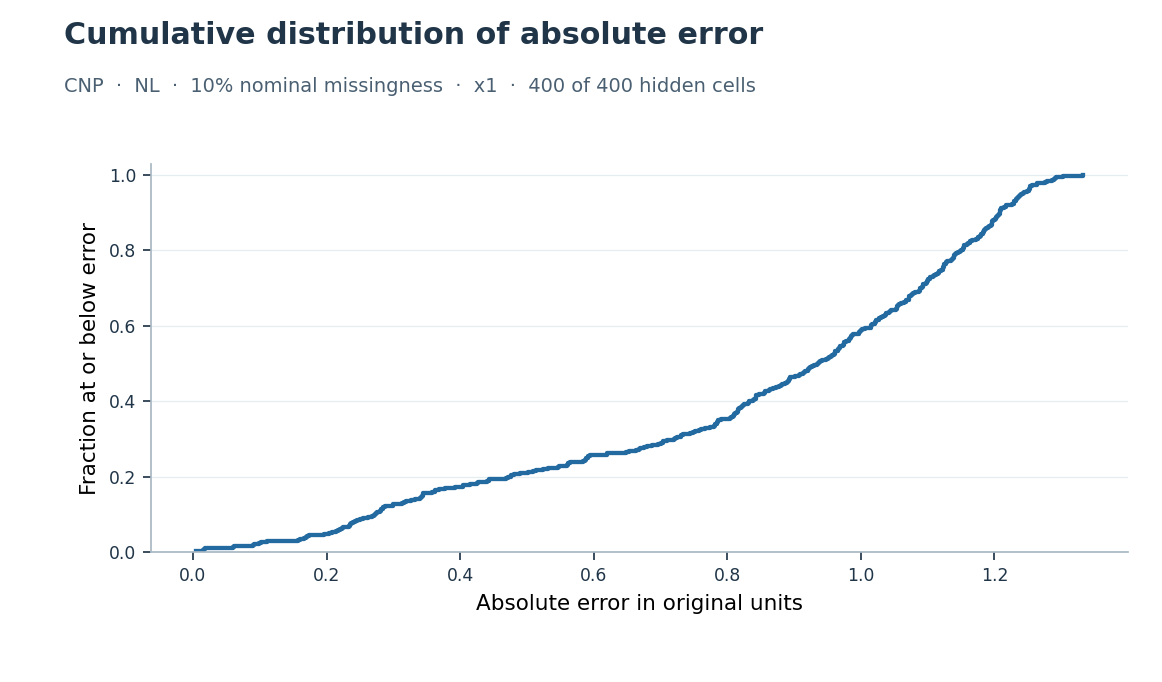 Cumulative distribution of absolute error
CNP · NL · 10% nominal missingness · x1 · 400 of 400 hidden cells
Fraction at or below error
1.0
0.8
0.6
0.4
0.2
0.0
0.0 0.2 0.4 0.6 0.8 1.0 1.2
Absolute error in original units